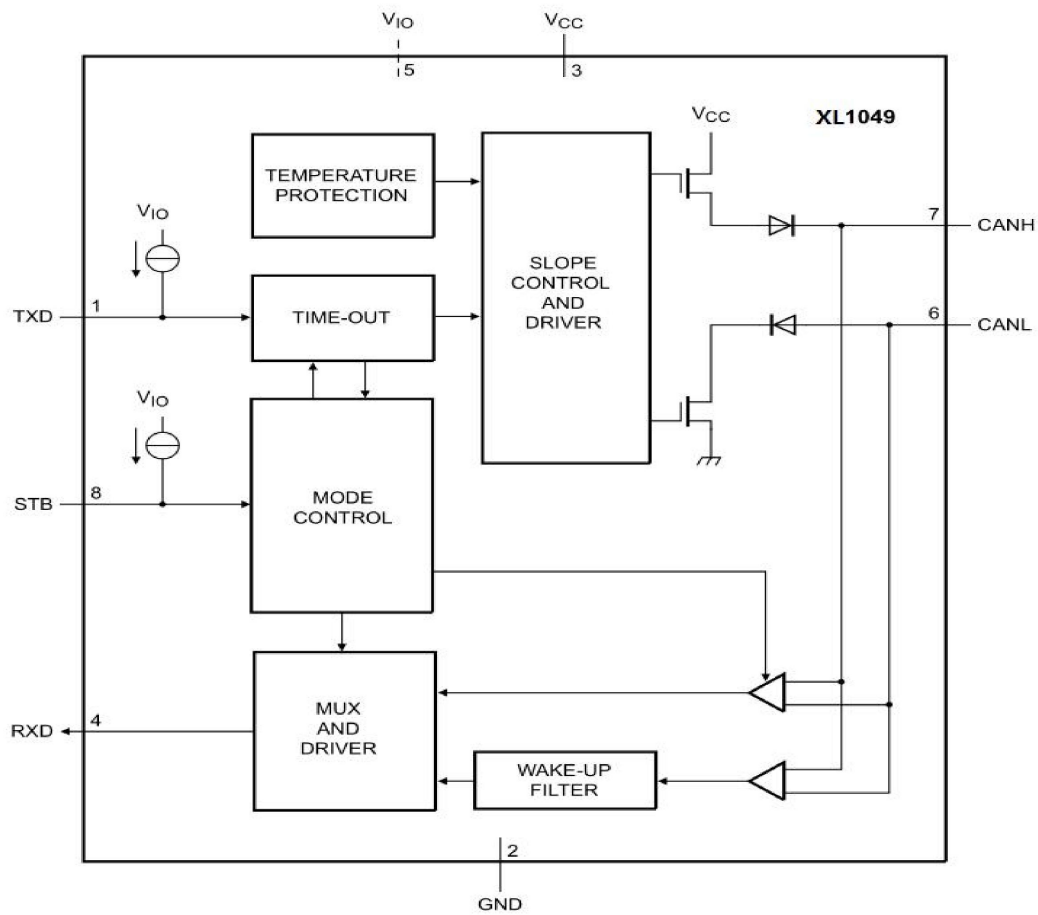 VIO
VCC
5
3
XL1049
VCC
TEMPERATURE
PROTECTION
VIO
7
CANH
SLOPE
CONTROL
AND
DRIVER
TXD
1
TIME-OUT
6
CANL
VIO
STB
8
MODE
CONTROL
MUX
AND
DRIVER
RXD
4
WAKE-UP
FILTER
2
GND